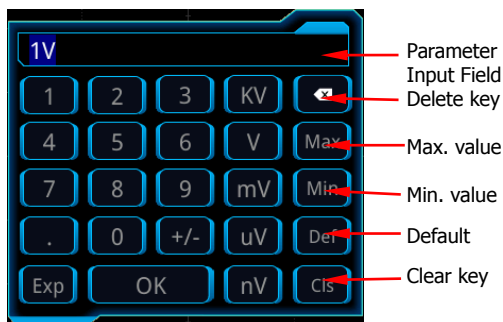 1V
Parameter
Input Field
1 2 3 KV
Delete key
4 5 6 V Max
Max. value
7 8 9 mV Min
Min. value
. 0 +/- uV Def
Default
Exp OK nV Cls
Clear key